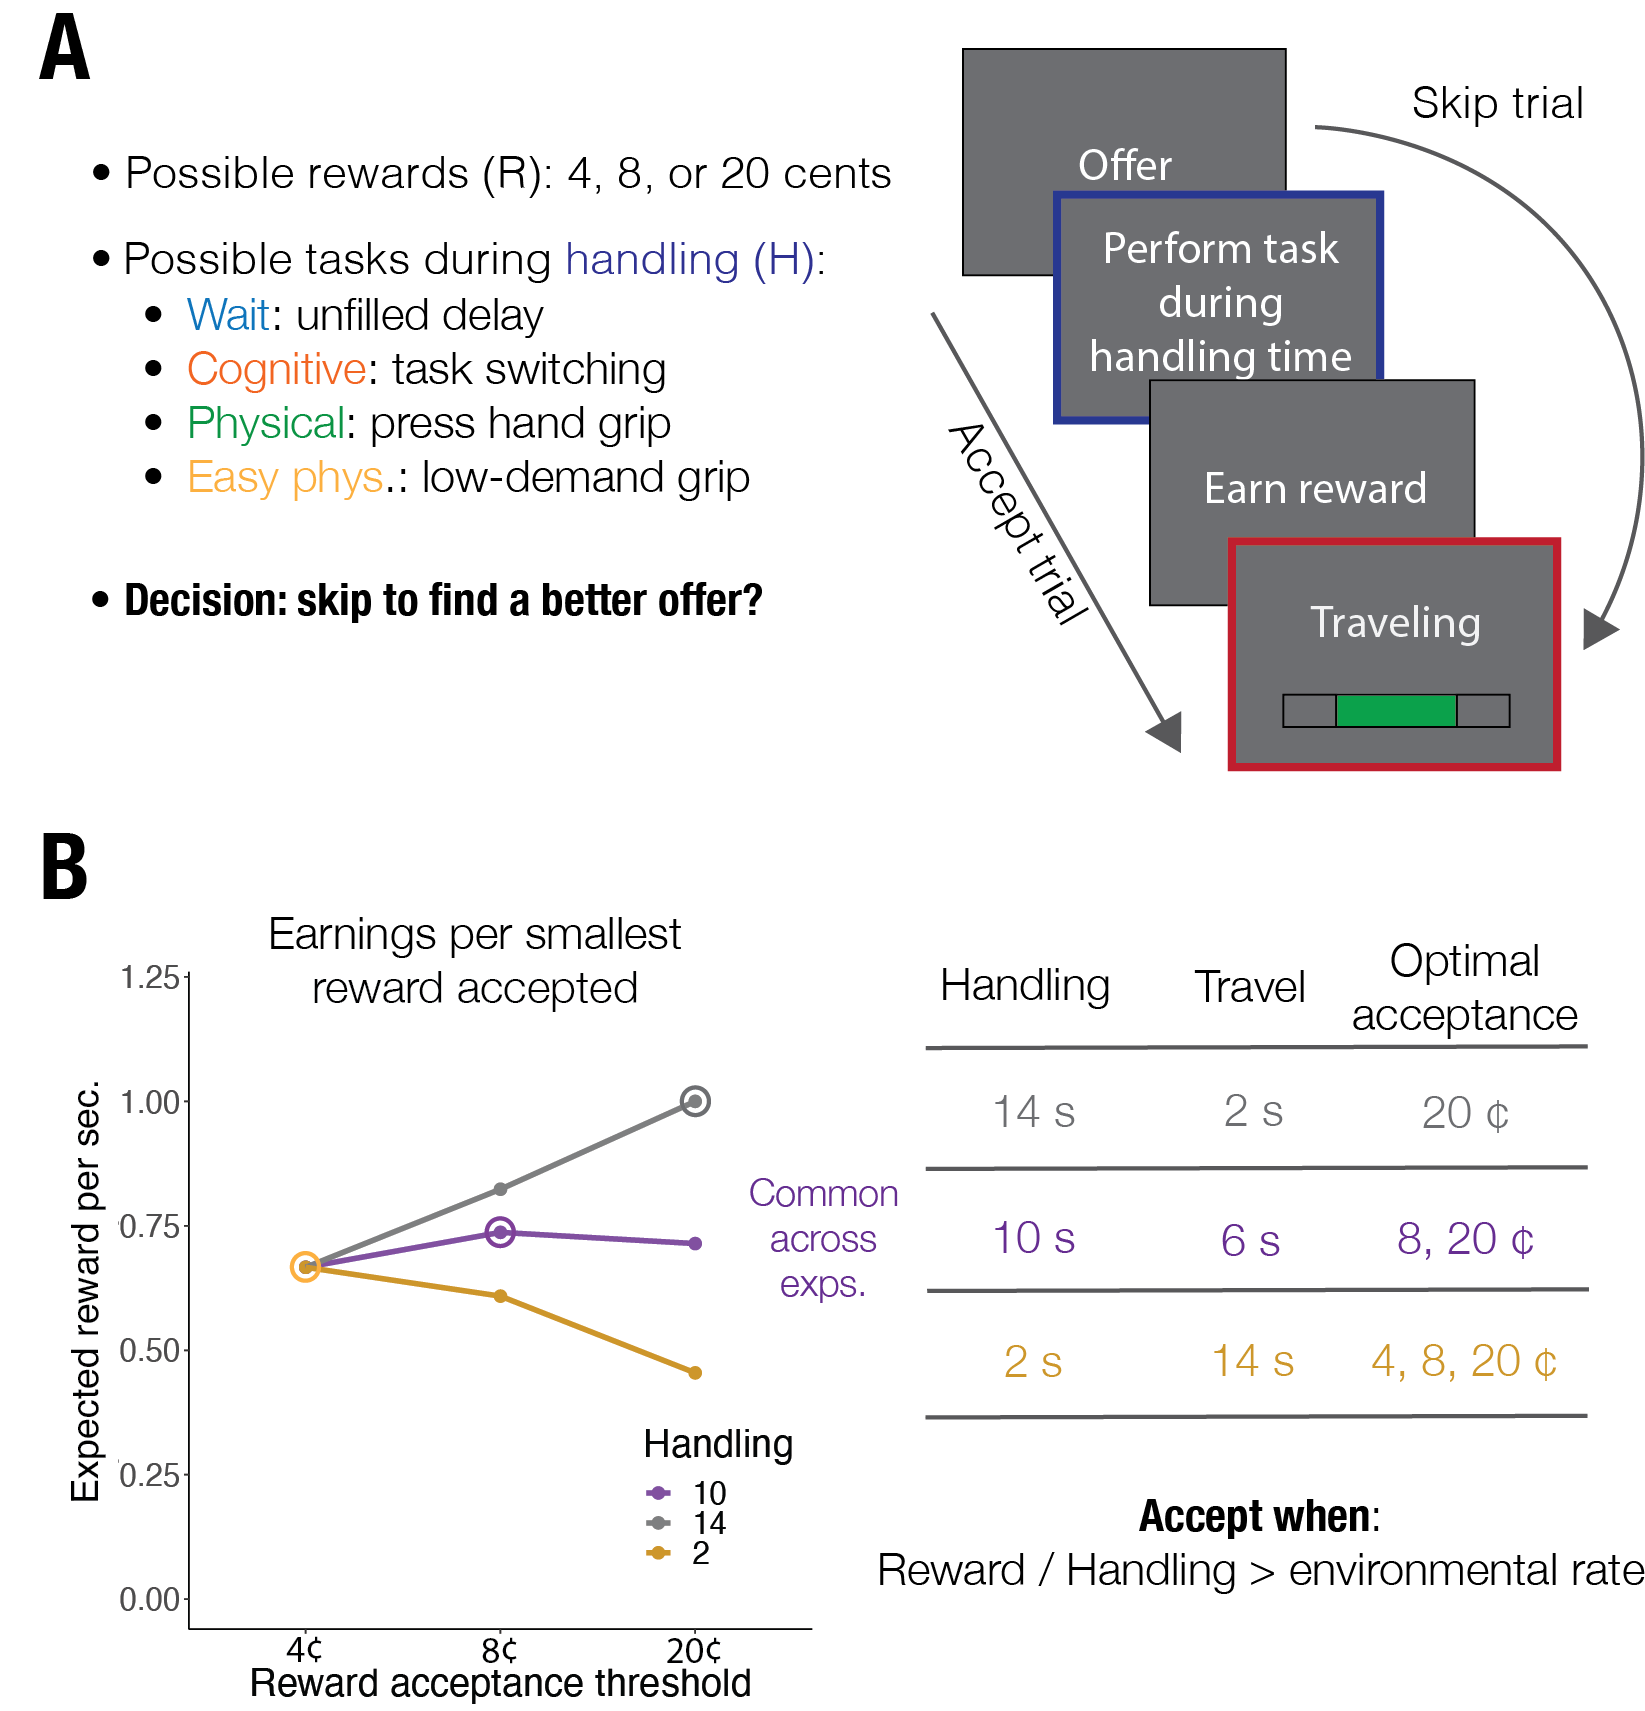 A
• Possible rewards (R): 4, 8, or 20 cents
• Possible tasks during handling (H):
• Wait: unfilled delay
• Cognitive: task switching
• Physical: press hand grip
• Easy phys.: low-demand grip
• Decision: skip to find a better offer?
Offer
Perform task
during
handling time
Earn reward
Traveling
Skip trial
Accept trial
B
Earnings per smallest
reward accepted
Expected reward per sec.
1.25
1.00
0.75
0.50
0.25
0.00
4¢ 8¢ 20¢
Reward acceptance threshold
Handling
10
14
2
Common
across
exps.
Handling Travel Optimal
acceptance
14 s 2 s 20 ¢
10 s 6 s 8, 20 ¢
2 s 14 s 4, 8, 20 ¢
Accept when:
Reward / Handling > environmental rate